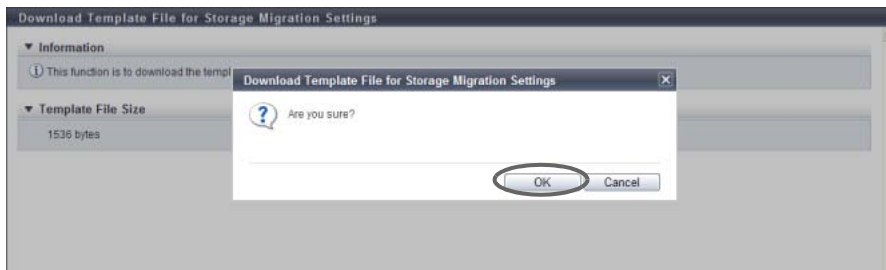 Download Template File for Storage Migration Settings
Information
This function is to download the templ
Download Template File for Storage Migration Settings
Are you sure?
Template File Size
1536 bytes
OK
Cancel